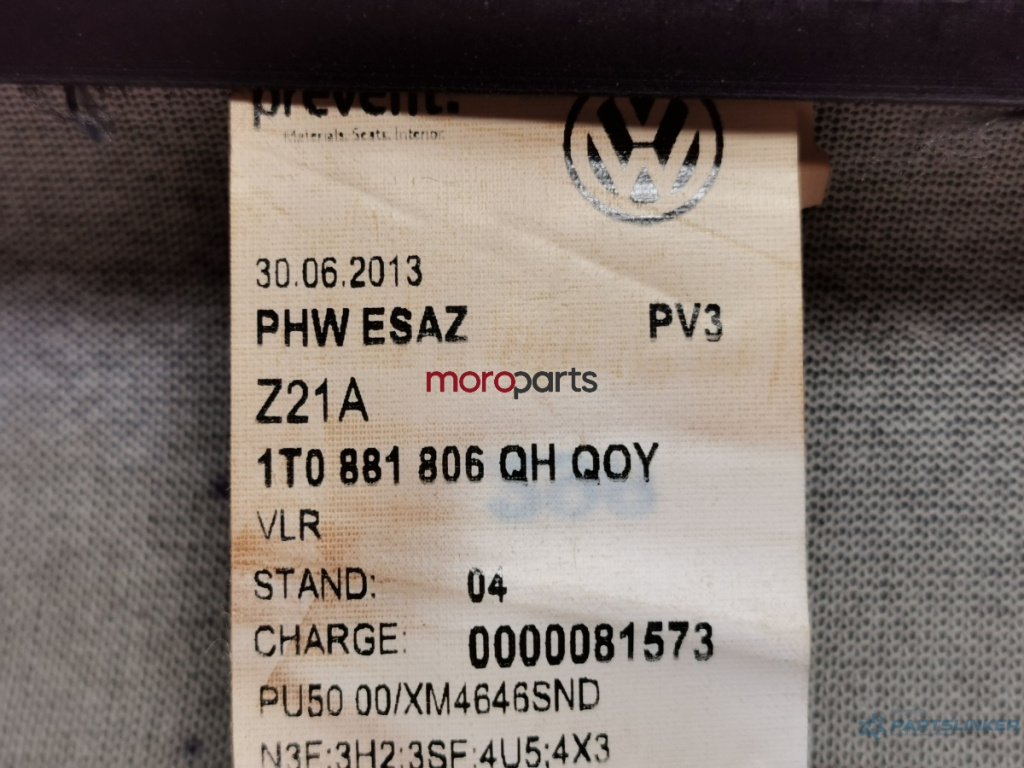 prevent.
Materials. Seats. Interior.
30.06.2013
PHW ESAZ PV3
moroparts
Z21A
1T0 881 806 QH QOY
VLR
STAND: 04
CHARGE: 0000081573
PU50 00/XM4646SND
PARTSLINKER
N3F;3H2;3SF;4U5;4X3